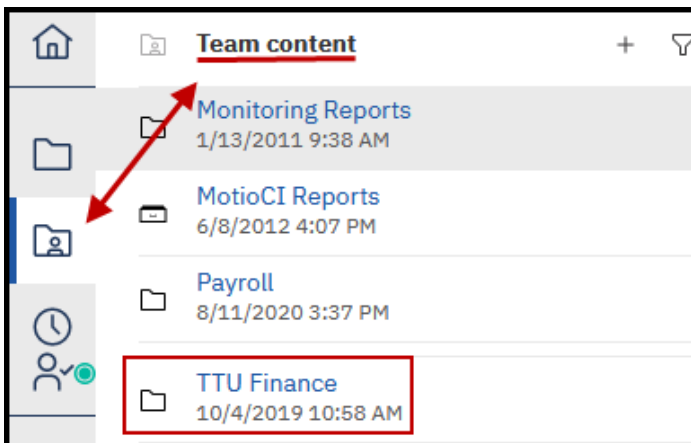 Team content
Monitoring Reports
1/13/2011 9:38 AM
MotioCI Reports
6/8/2012 4:07 PM
Payroll
8/11/2020 3:37 PM
TTU Finance
10/4/2019 10:58 AM